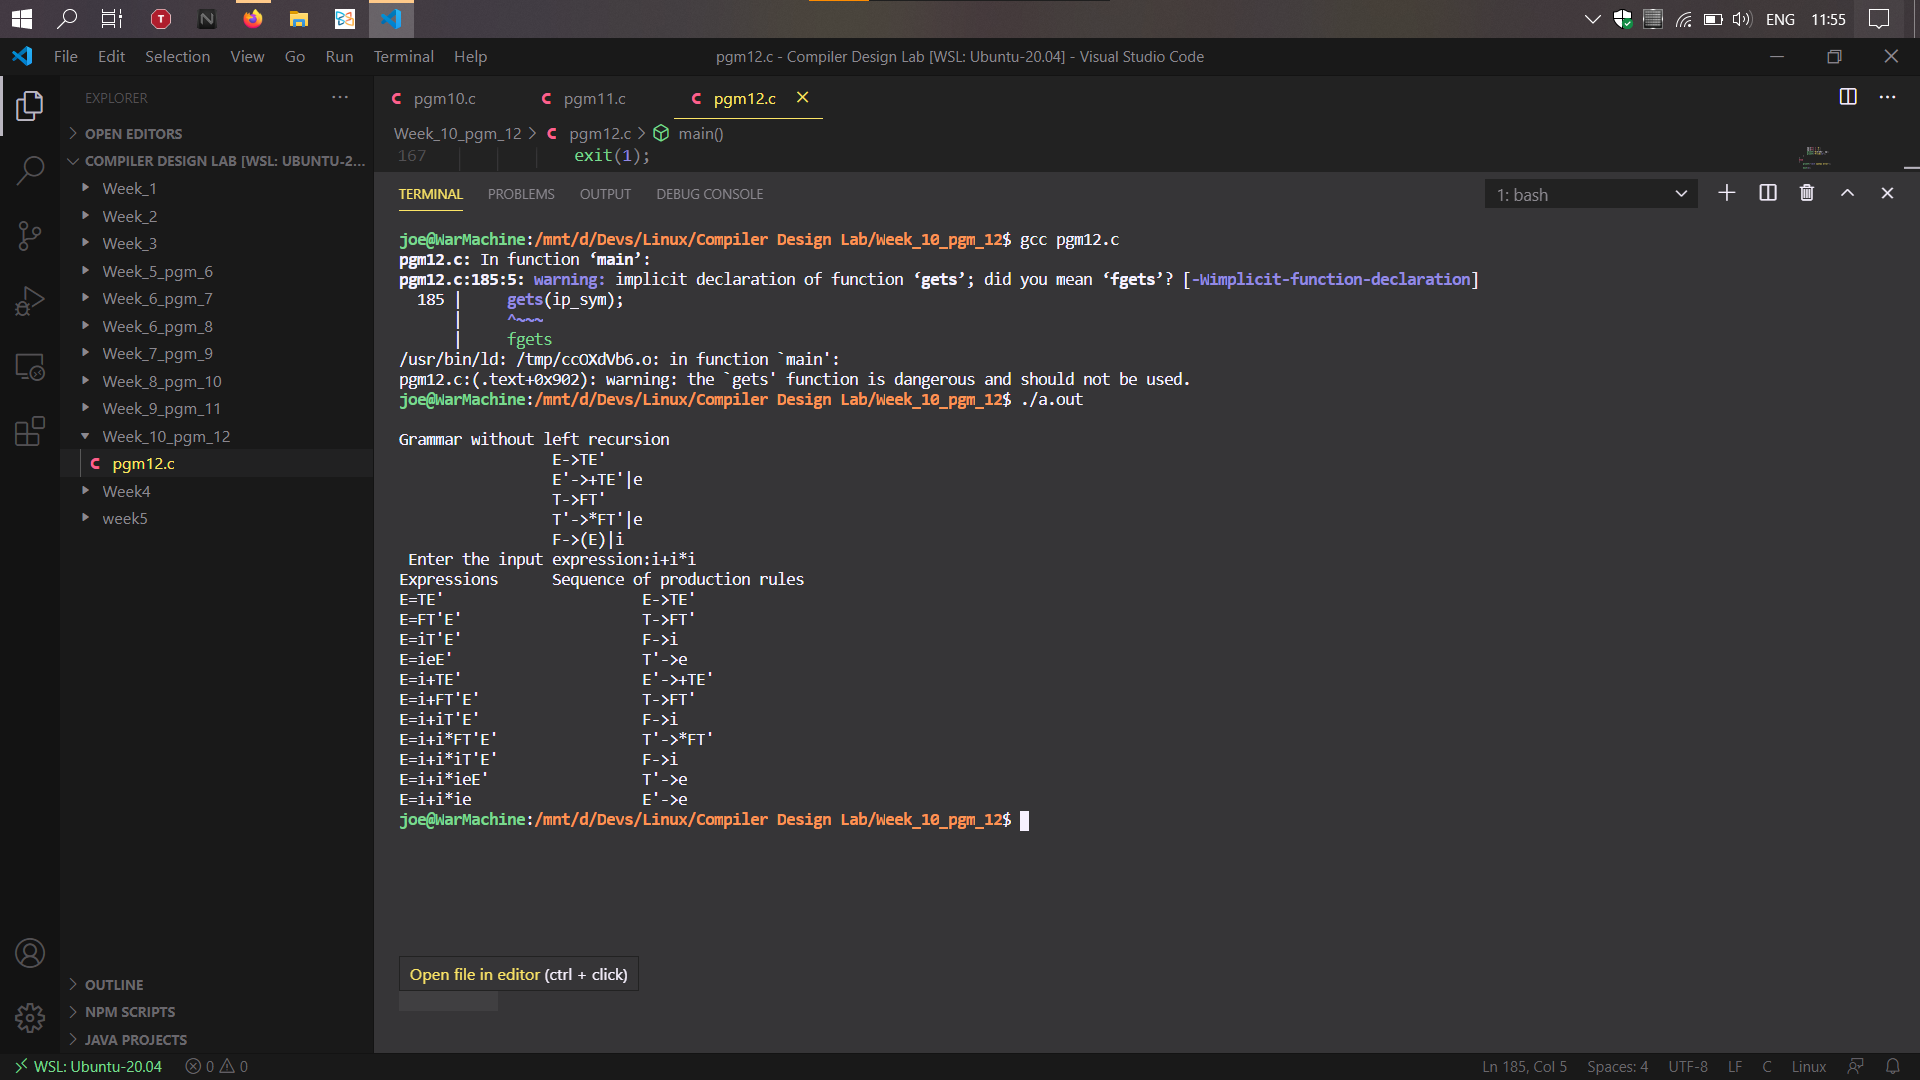 ENG 11:55
File Edit Selection View Go Run Terminal Help
pgm12.c - Compiler Design Lab [WSL: Ubuntu-20.04] - Visual Studio Code
EXPLORER
OPEN EDITORS
COMPILER DESIGN LAB [WSL: UBUNTU-2...
Week_1
Week_2
Week_3
Week_5_pgm_6
Week_6_pgm_7
Week_6_pgm_8
Week_7_pgm_9
Week_8_pgm_10
Week_9_pgm_11
Week_10_pgm_12
C pgm12.c
Week4
week5
OUTLINE
NPM SCRIPTS
JAVA PROJECTS
C pgm10.c C pgm11.c C pgm12.c
Week_10_pgm_12 > C pgm12.c > main()
167 exit(1);
TERMINAL PROBLEMS OUTPUT DEBUG CONSOLE 1: bash
joe@WarMachine:/mnt/d/Devs/Linux/Compiler Design Lab/Week_10_pgm_12$ gcc pgm12.c
pgm12.c: In function ‘main’:
pgm12.c:185:5: warning: implicit declaration of function ‘gets’; did you mean ‘fgets’? [-Wimplicit-function-declaration]
185 | gets(ip_sym);
| ^~~~
| fgets
/usr/bin/ld: /tmp/ccOXdVb6.o: in function `main':
pgm12.c:(.text+0x902): warning: the `gets' function is dangerous and should not be used.
joe@WarMachine:/mnt/d/Devs/Linux/Compiler Design Lab/Week_10_pgm_12$ ./a.out
Grammar without left recursion
E->TE'
E'->+TE'|e
T->FT'
T'->*FT'|e
F->(E)|i
Enter the input expression:i+i*i
Expressions Sequence of production rules
E=TE' E->TE'
E=FT'E' T->FT'
E=iT'E' F->i
E=ieE' T'->e
E=i+TE' E'->+TE'
E=i+FT'E' T->FT'
E=i+iT'E' F->i
E=i+i*FT'E' T'->*FT'
E=i+i*iT'E' F->i
E=i+i*ieE' T'->e
E=i+i*ie E'->e
joe@WarMachine:/mnt/d/Devs/Linux/Compiler Design Lab/Week_10_pgm_12$
Open file in editor (ctrl + click)
WSL: Ubuntu-20.04 0 0 Ln 185, Col 5 Spaces: 4 UTF-8 LF C Linux